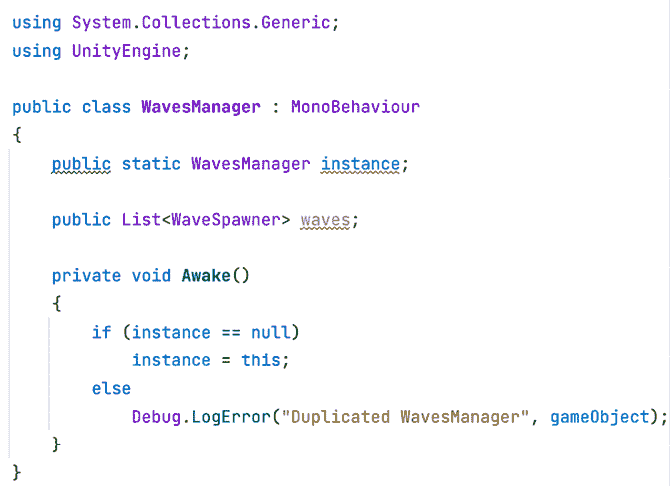 using System.Collections.Generic;
using UnityEngine;
public class WavesManager : MonoBehaviour
{
public static WavesManager instance;
public List<WaveSpawner> waves;
private void Awake()
{
if (instance == null)
instance = this;
else
Debug.LogError("Duplicated WavesManager", gameObject);
}
}